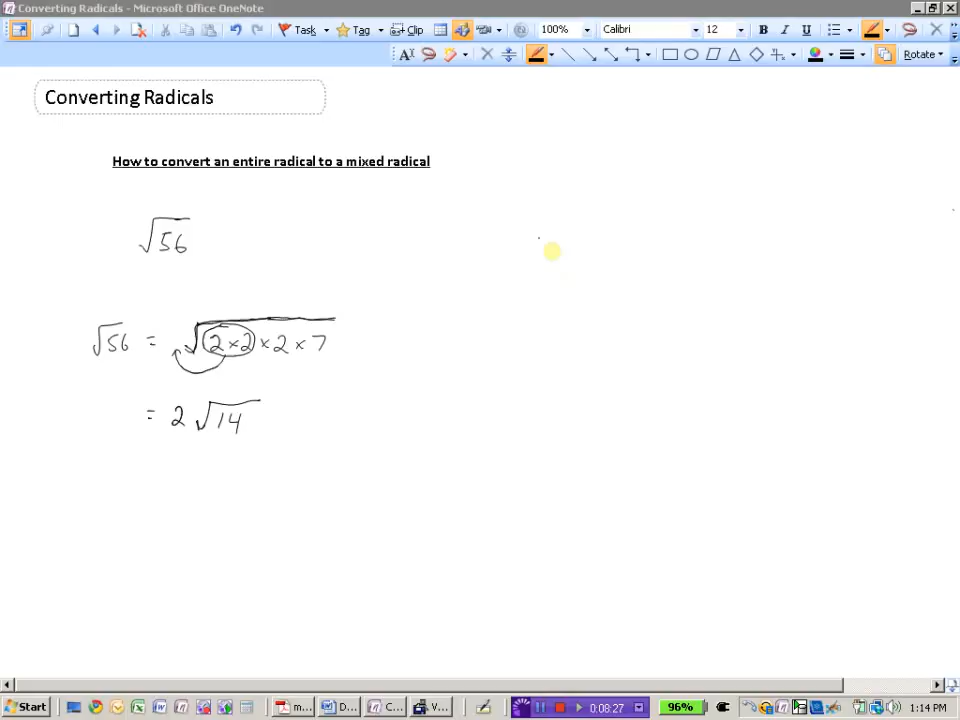 Converting Radicals - Microsoft Office OneNote
Task Tag Clip 100% Calibri 12 B I U
Rotate
Converting Radicals
How to convert an entire radical to a mixed radical
√56
√56 = √2×2×2×7
= 2√14
Start m... D... C... V... 0:08:27 96% 1:14 PM